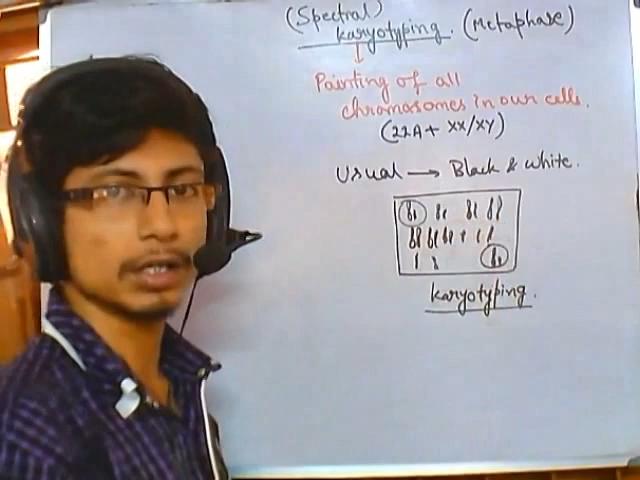 (Spectral)
karyotyping. (Metaphase)
Painting of all
chromosomes in our cells.
(22A + XX/XY)
Usual → Black & White.
karyotyping.